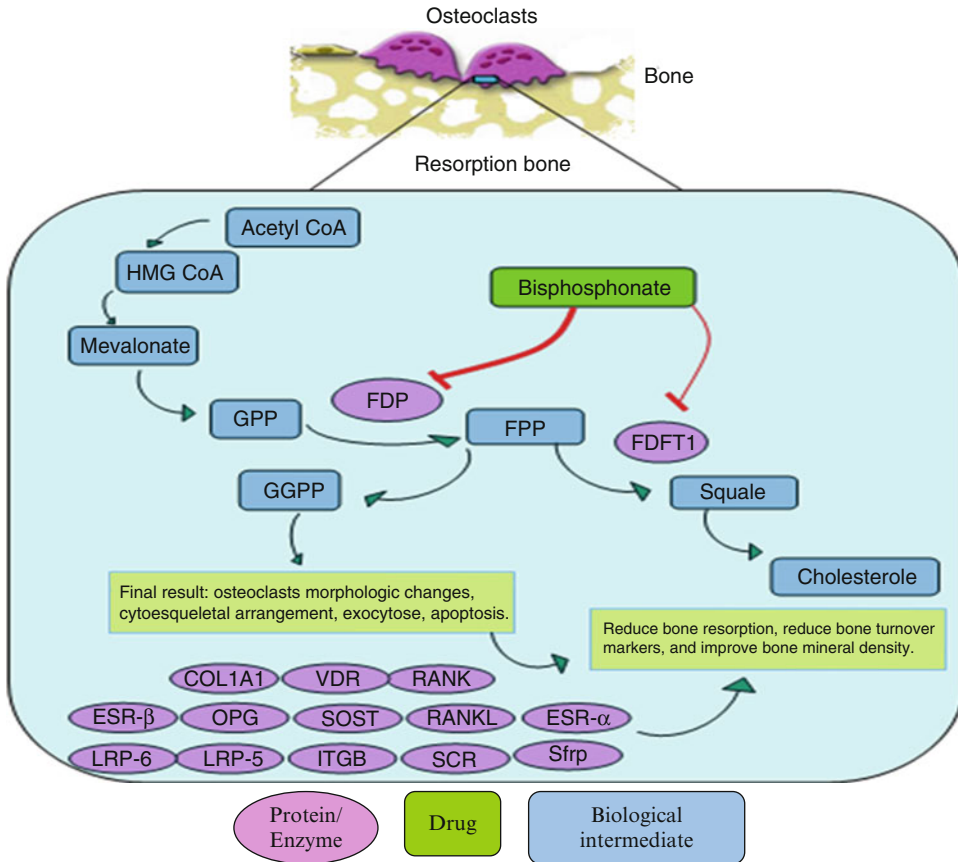 Osteoclasts
Bone
Resorption bone
Acetyl CoA
HMG CoA
Bisphosphonate
Mevalonate
FDP
GPP
FPP
FDFT1
GGPP
Squale
Cholesterole
Final result: osteoclasts morphologic changes,
cytoesqueletal arrangement, exocytose, apoptosis.
Reduce bone resorption, reduce bone turnover
markers, and improve bone mineral density.
COL1A1 VDR RANK
ESR-β OPG SOST RANKL ESR-α
LRP-6 LRP-5 ITGB SCR Sfrp
Protein/
Enzyme
Drug
Biological
intermediate